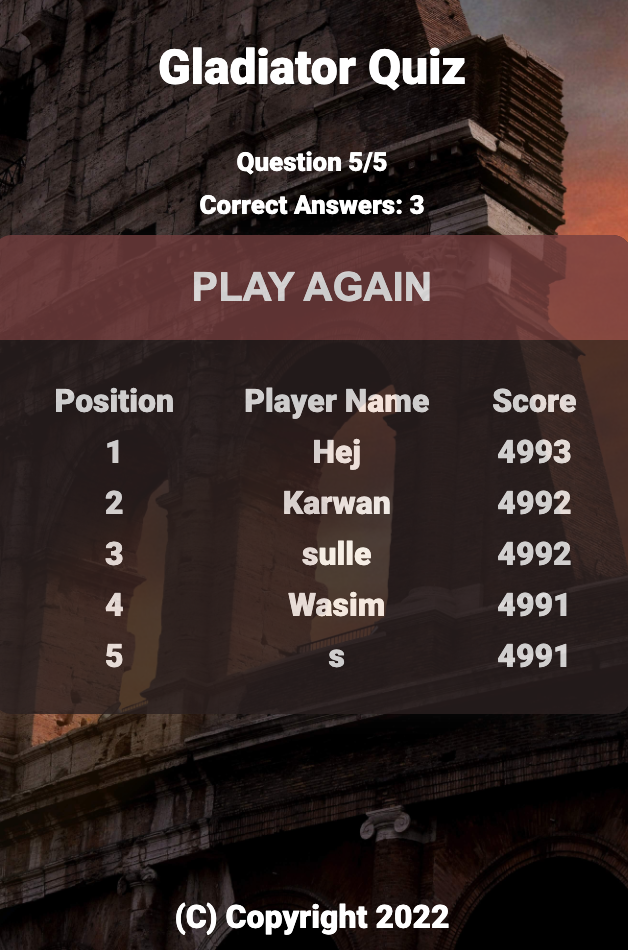 Gladiator Quiz
Question 5/5
Correct Answers: 3
PLAY AGAIN
Position Player Name Score
1 Hej 4993
2 Karwan 4992
3 sulle 4992
4 Wasim 4991
5 s 4991
(C) Copyright 2022